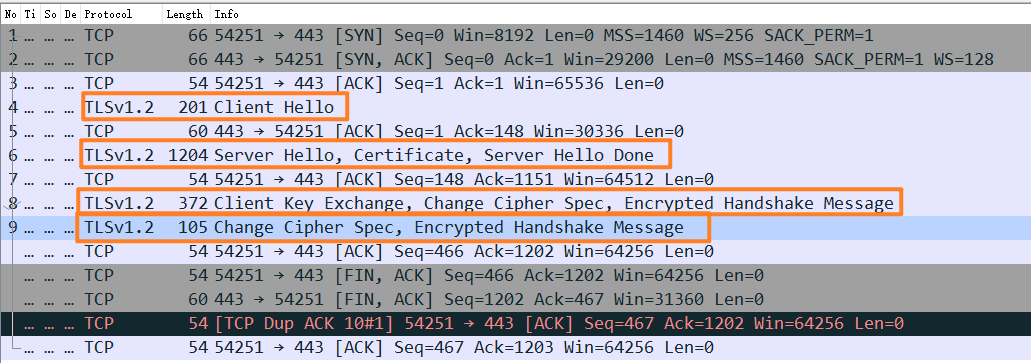 No Ti So De Protocol Length Info
1 … … … TCP 66 54251 → 443 [SYN] Seq=0 Win=8192 Len=0 MSS=1460 WS=256 SACK_PERM=1
2 … … … TCP 66 443 → 54251 [SYN, ACK] Seq=0 Ack=1 Win=29200 Len=0 MSS=1460 SACK_PERM=1 WS=128
3 … … … TCP 54 54251 → 443 [ACK] Seq=1 Ack=1 Win=65536 Len=0
4 … … … TLSv1.2 201 Client Hello
5 … … … TCP 60 443 → 54251 [ACK] Seq=1 Ack=148 Win=30336 Len=0
6 … … … TLSv1.2 1204 Server Hello, Certificate, Server Hello Done
7 … … … TCP 54 54251 → 443 [ACK] Seq=148 Ack=1151 Win=64512 Len=0
8 … … … TLSv1.2 372 Client Key Exchange, Change Cipher Spec, Encrypted Handshake Message
9 … … … TLSv1.2 105 Change Cipher Spec, Encrypted Handshake Message
… … … TCP 54 54251 → 443 [ACK] Seq=466 Ack=1202 Win=64256 Len=0
… … … TCP 54 54251 → 443 [FIN, ACK] Seq=466 Ack=1202 Win=64256 Len=0
… … … TCP 60 443 → 54251 [FIN, ACK] Seq=1202 Ack=467 Win=31360 Len=0
… … … TCP 54 [TCP Dup ACK 10#1] 54251 → 443 [ACK] Seq=467 Ack=1202 Win=64256 Len=0
… … … TCP 54 54251 → 443 [ACK] Seq=467 Ack=1203 Win=64256 Len=0